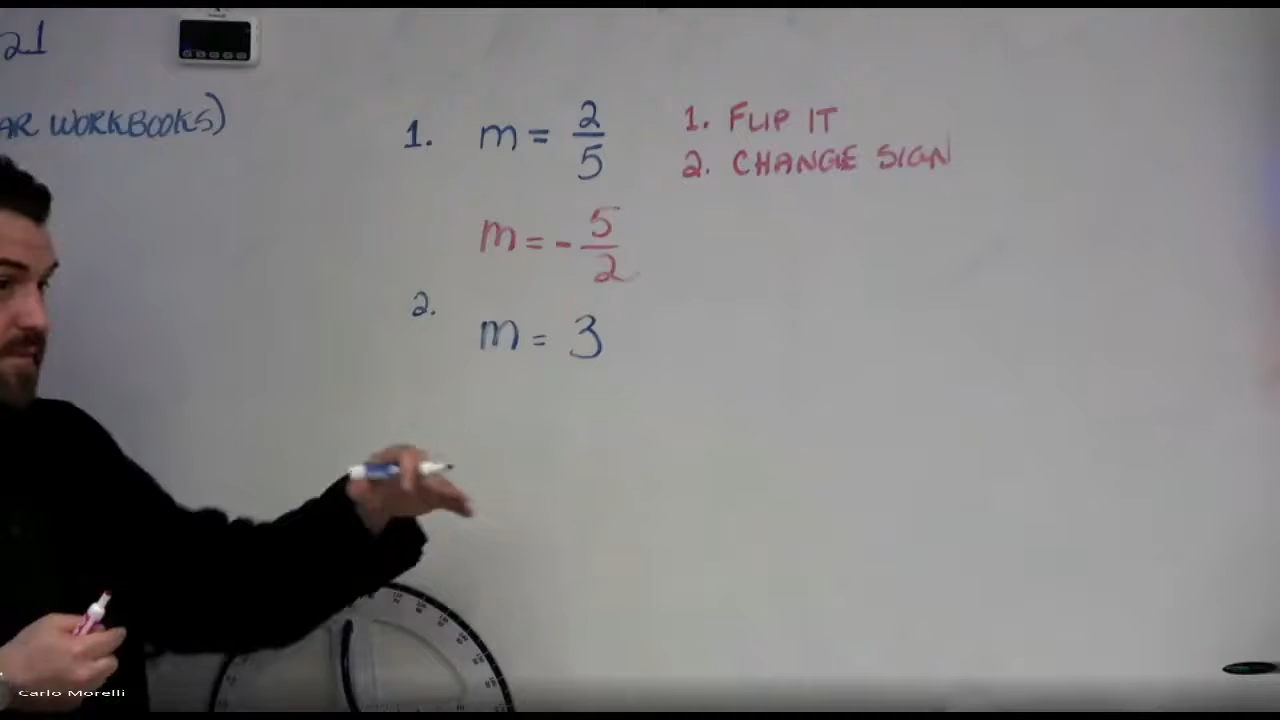 21
AR WORKBOOKS)
1. m = 2/5
1. FLIP IT
2. CHANGE SIGN
m = - 5/2
2. m = 3
Carlo Morelli